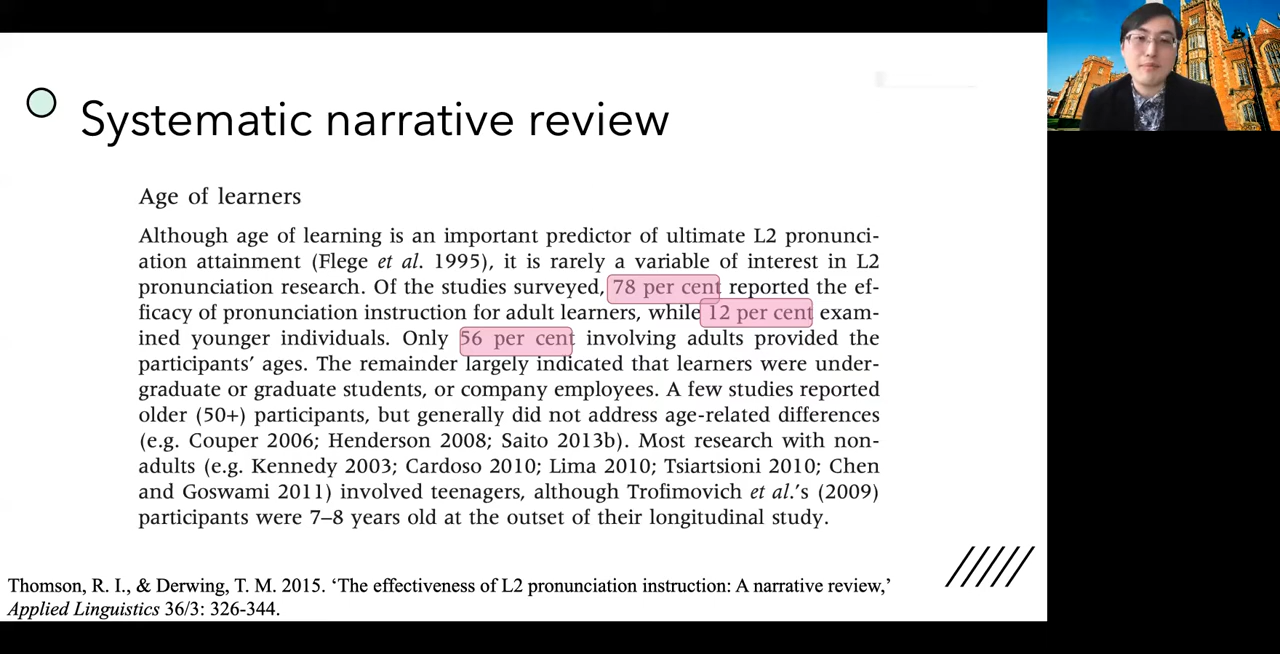 Systematic narrative review
Age of learners
Although age of learning is an important predictor of ultimate L2 pronunci-
ation attainment (Flege et al. 1995), it is rarely a variable of interest in L2
pronunciation research. Of the studies surveyed, 78 per cent reported the ef-
ficacy of pronunciation instruction for adult learners, while 12 per cent exam-
ined younger individuals. Only 56 per cent involving adults provided the
participants' ages. The remainder largely indicated that learners were under-
graduate or graduate students, or company employees. A few studies reported
older (50+) participants, but generally did not address age-related differences
(e.g. Couper 2006; Henderson 2008; Saito 2013b). Most research with non-
adults (e.g. Kennedy 2003; Cardoso 2010; Lima 2010; Tsiartsioni 2010; Chen
and Goswami 2011) involved teenagers, although Trofimovich et al.'s (2009)
participants were 7–8 years old at the outset of their longitudinal study.
Thomson, R. I., & Derwing, T. M. 2015. ‘The effectiveness of L2 pronunciation instruction: A narrative review,’
Applied Linguistics 36/3: 326-344.